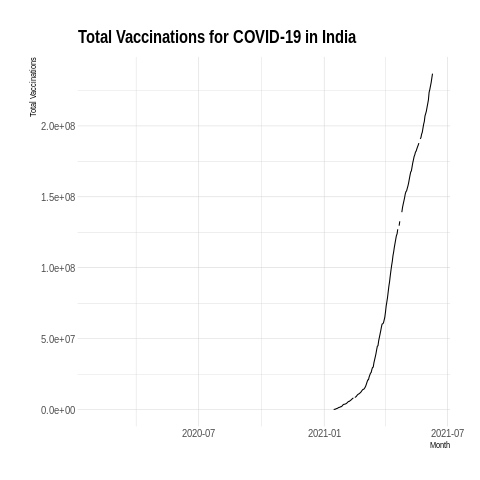 Total Vaccinations for COVID-19 in India
Total Vaccinations
2.0e+08
1.5e+08
1.0e+08
5.0e+07
0.0e+00
2020-07
2021-01
2021-07
Month